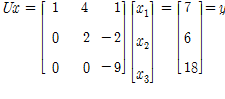 Ux = [ 1 4 1 ] [ x₁ ] = [ 7 ] = y
[ 0 2 −2 ] [ x₂ ] [ 6 ]
[ 0 0 −9 ] [ x₃ ] [ 18 ]